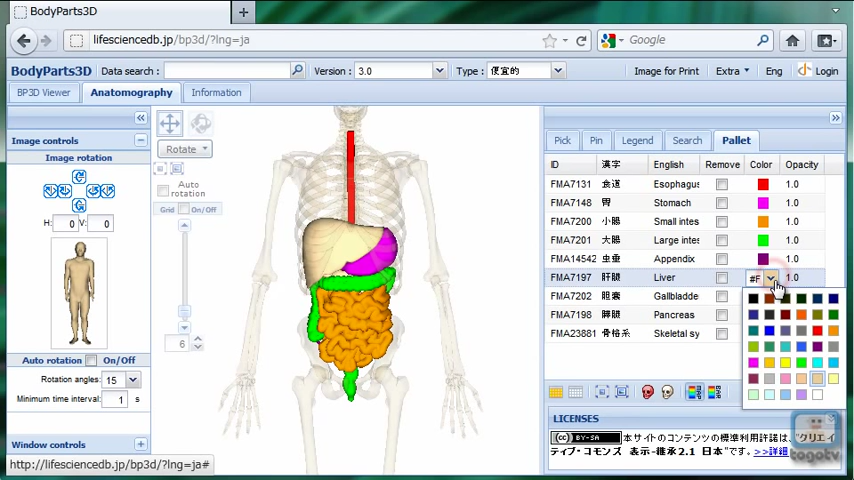 BodyParts3D
lifesciencedb.jp/bp3d/?lng=ja
Google
BodyParts3D
Data search:
Version :
3.0
Type :
便宜的
Image for Print
Extra
Eng
Login
BP3D Viewer
Anatomography
Information
Image controls
Image rotation
H:
0
V:
0
Auto rotation
On/Off
Rotation angles:
15
Minimum time interval:
1
s
Window controls
http://lifesciencedb.jp/bp3d/?lng=ja#
Rotate
Auto
rotation
Grid
On/Off
6
Pick
Pin
Legend
Search
Pallet
ID 漢字 English Remove Color Opacity
FMA7131 食道 Esophagus 1.0
FMA7148 胃 Stomach 1.0
FMA7200 小腸 Small intes 1.0
FMA7201 大腸 Large intes 1.0
FMA14542 虫垂 Appendix 1.0
FMA7197 肝臓 Liver #F 1.0
FMA7202 胆嚢 Gallbladde
FMA7198 膵臓 Pancreas
FMA23881 骨格系 Skeletal sy
LICENSES
(cc) BY-SA 本サイトのコンテンツの標準利用許諾は、"クリエイ
ティブ・コモンズ 表示-継承2.1 日本"です。 >>詳細
togotv